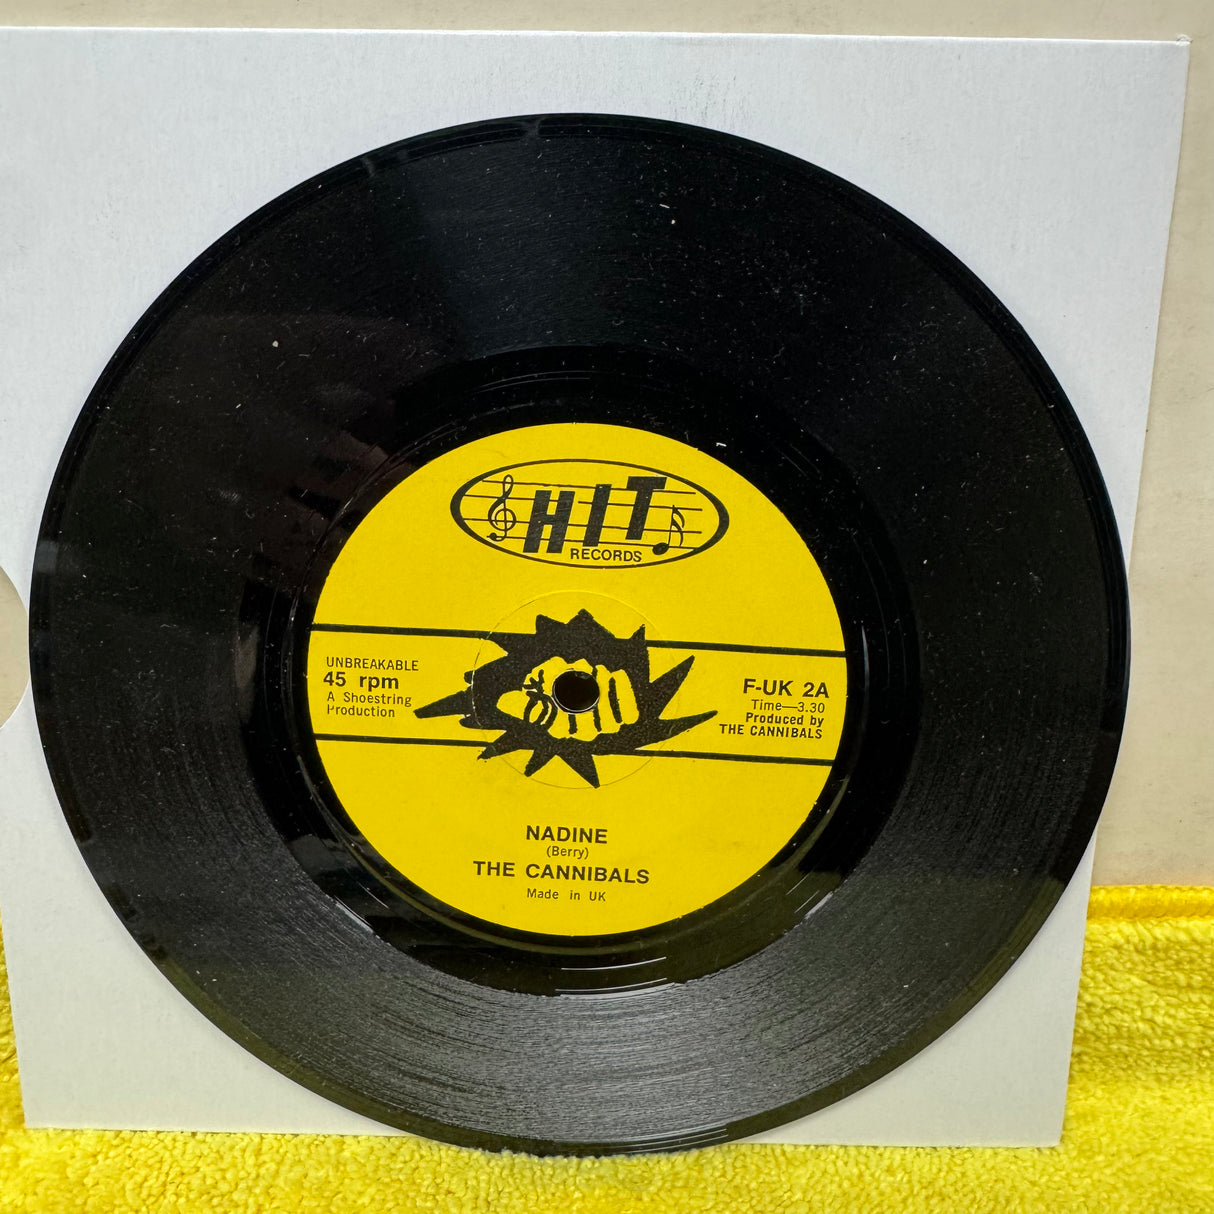 HIT
RECORDS
UNBREAKABLE
45 rpm
A Shoestring
Production
F-UK 2A
Time—3.30
Produced by
THE CANNIBALS
NADINE
(Berry)
THE CANNIBALS
Made in UK